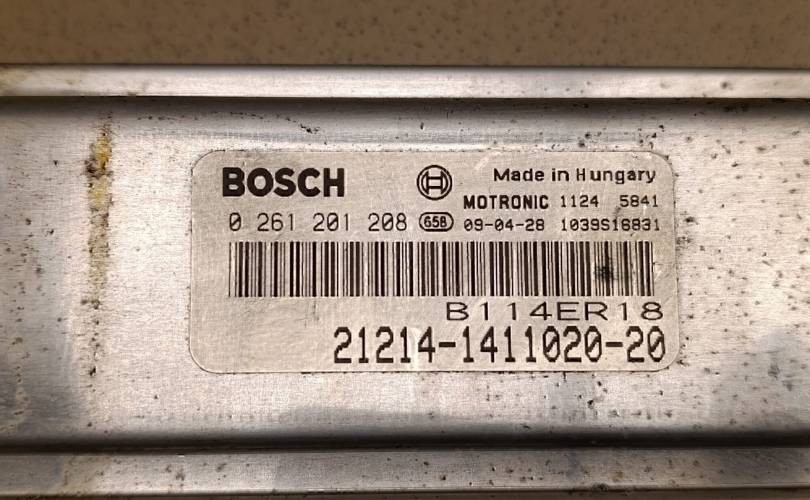 BOSCH Made in Hungary
MOTRONIC 1124 5841
0 261 201 208 658 09-04-28 1039S16831
B114ER18
21214-1411020-20